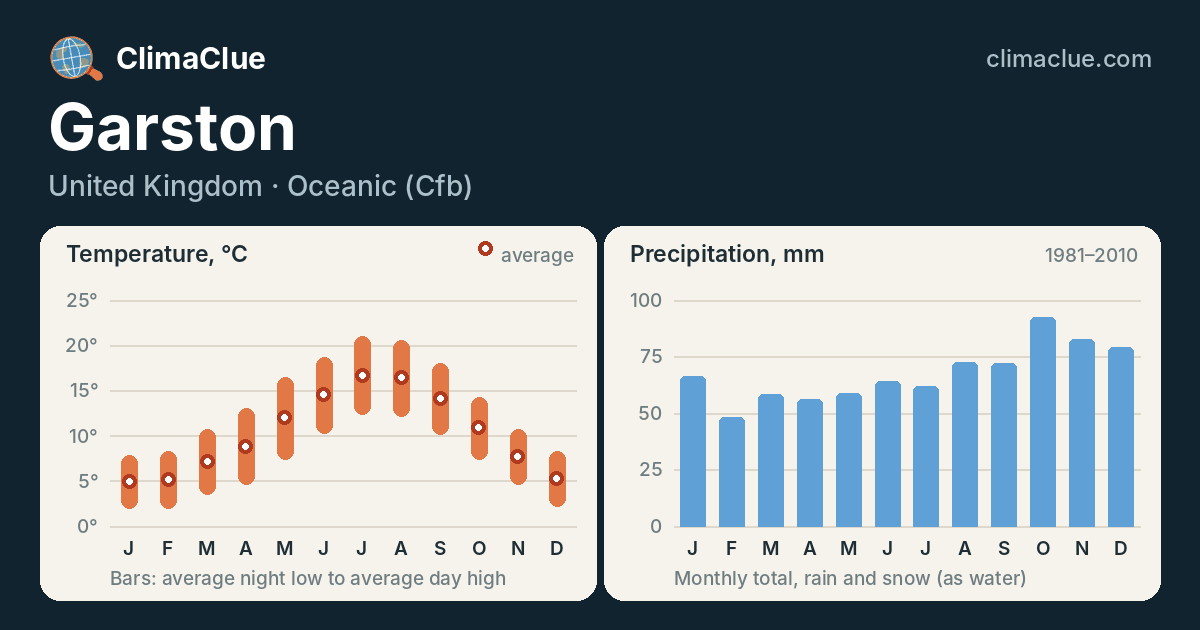 ClimaClue
climaclue.com
Garston
United Kingdom · Oceanic (Cfb)
Temperature, °C
average
25°
20°
15°
10°
5°
0°
J F M A M J J A S O N D
Bars: average night low to average day high
Precipitation, mm
1981–2010
100
75
50
25
0
J F M A M J J A S O N D
Monthly total, rain and snow (as water)